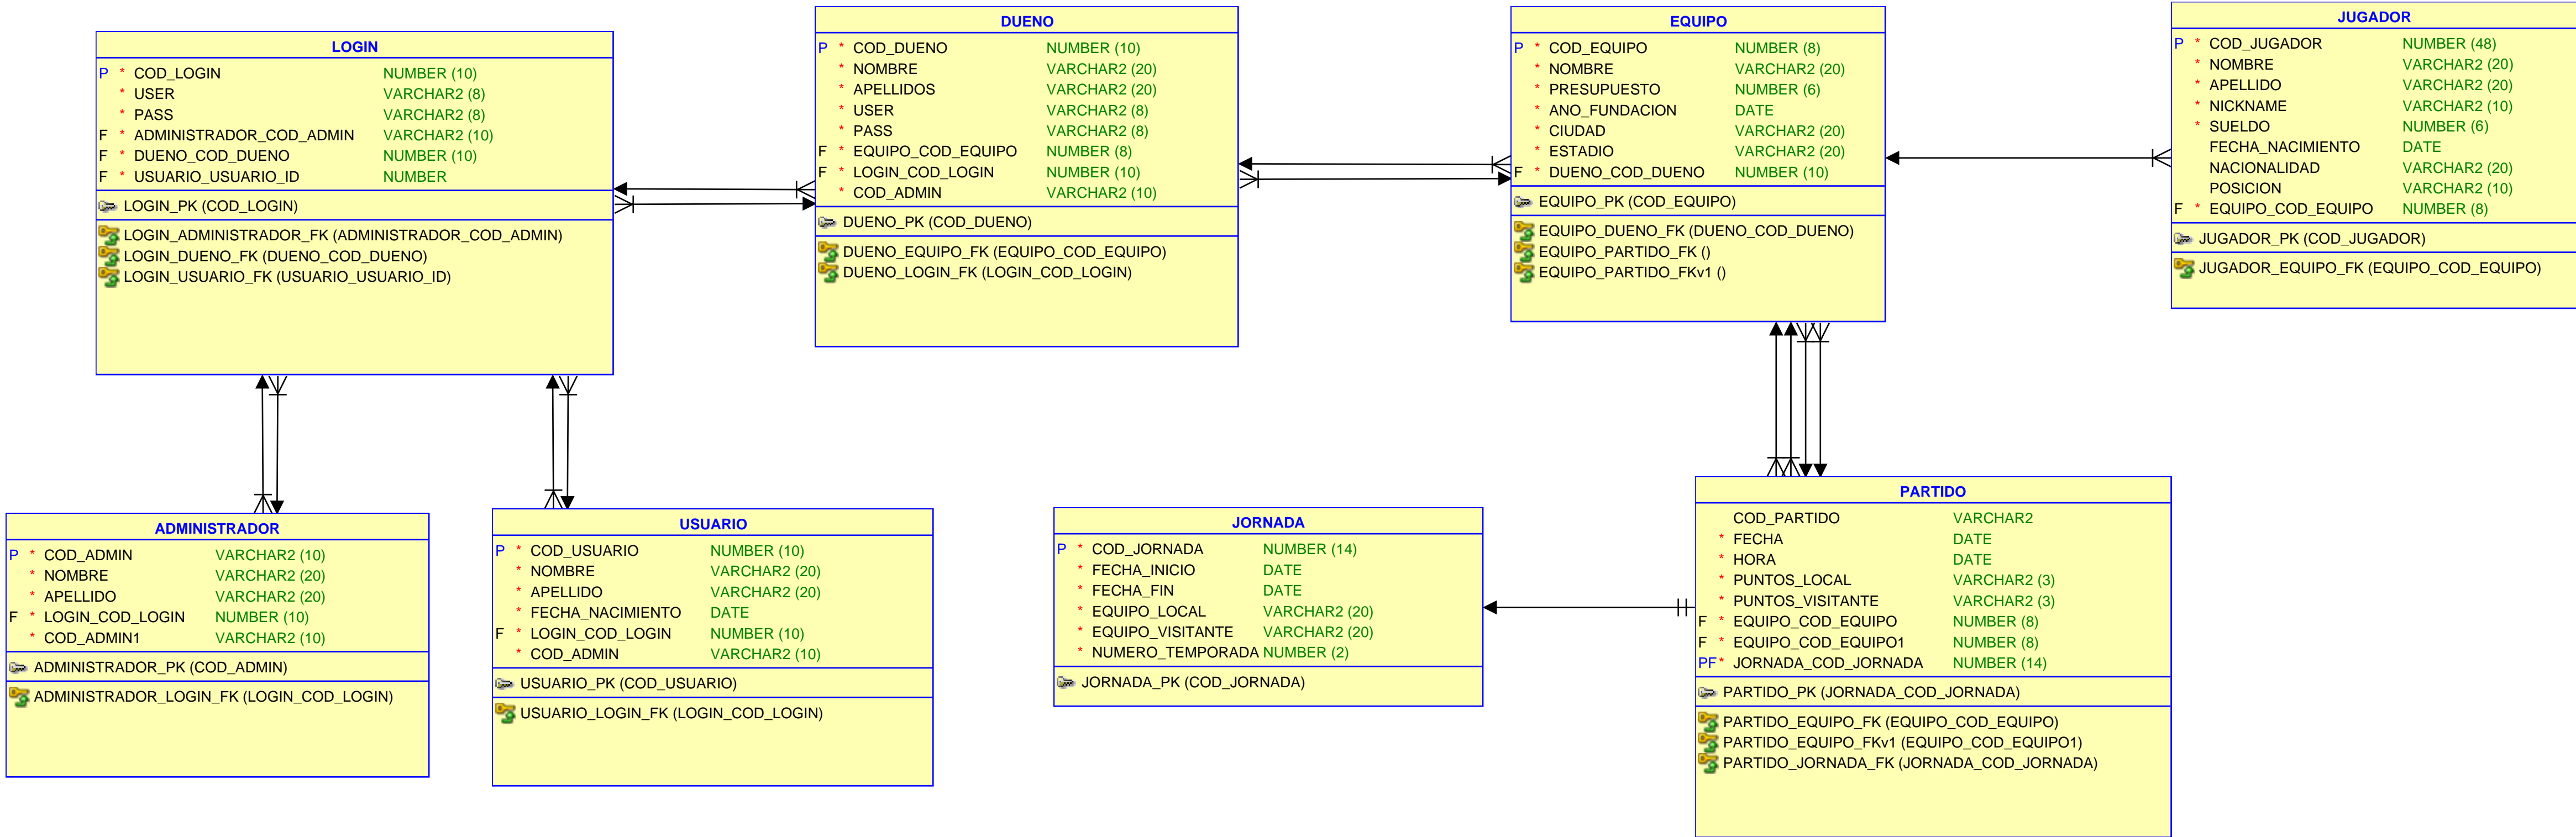 LOGIN
P * COD_LOGIN NUMBER (10)
* USER VARCHAR2 (8)
* PASS VARCHAR2 (8)
F * ADMINISTRADOR_COD_ADMIN VARCHAR2 (10)
F * DUENO_COD_DUENO NUMBER (10)
F * USUARIO_USUARIO_ID NUMBER
LOGIN_PK (COD_LOGIN)
LOGIN_ADMINISTRADOR_FK (ADMINISTRADOR_COD_ADMIN)
LOGIN_DUENO_FK (DUENO_COD_DUENO)
LOGIN_USUARIO_FK (USUARIO_USUARIO_ID)
DUENO
P * COD_DUENO NUMBER (10)
* NOMBRE VARCHAR2 (20)
* APELLIDOS VARCHAR2 (20)
* USER VARCHAR2 (8)
* PASS VARCHAR2 (8)
F * EQUIPO_COD_EQUIPO NUMBER (8)
F * LOGIN_COD_LOGIN NUMBER (10)
* COD_ADMIN VARCHAR2 (10)
DUENO_PK (COD_DUENO)
DUENO_EQUIPO_FK (EQUIPO_COD_EQUIPO)
DUENO_LOGIN_FK (LOGIN_COD_LOGIN)
EQUIPO
P * COD_EQUIPO NUMBER (8)
* NOMBRE VARCHAR2 (20)
* PRESUPUESTO NUMBER (6)
* ANO_FUNDACION DATE
* CIUDAD VARCHAR2 (20)
* ESTADIO VARCHAR2 (20)
F * DUENO_COD_DUENO NUMBER (10)
EQUIPO_PK (COD_EQUIPO)
EQUIPO_DUENO_FK (DUENO_COD_DUENO)
EQUIPO_PARTIDO_FK ()
EQUIPO_PARTIDO_FKv1 ()
JUGADOR
P * COD_JUGADOR NUMBER (48)
* NOMBRE VARCHAR2 (20)
* APELLIDO VARCHAR2 (20)
* NICKNAME VARCHAR2 (10)
* SUELDO NUMBER (6)
FECHA_NACIMIENTO DATE
NACIONALIDAD VARCHAR2 (20)
POSICION VARCHAR2 (10)
F * EQUIPO_COD_EQUIPO NUMBER (8)
JUGADOR_PK (COD_JUGADOR)
JUGADOR_EQUIPO_FK (EQUIPO_COD_EQUIPO)
ADMINISTRADOR
P * COD_ADMIN VARCHAR2 (10)
* NOMBRE VARCHAR2 (20)
* APELLIDO VARCHAR2 (20)
F * LOGIN_COD_LOGIN NUMBER (10)
* COD_ADMIN1 VARCHAR2 (10)
ADMINISTRADOR_PK (COD_ADMIN)
ADMINISTRADOR_LOGIN_FK (LOGIN_COD_LOGIN)
USUARIO
P * COD_USUARIO NUMBER (10)
* NOMBRE VARCHAR2 (20)
* APELLIDO VARCHAR2 (20)
* FECHA_NACIMIENTO DATE
F * LOGIN_COD_LOGIN NUMBER (10)
* COD_ADMIN VARCHAR2 (10)
USUARIO_PK (COD_USUARIO)
USUARIO_LOGIN_FK (LOGIN_COD_LOGIN)
JORNADA
P * COD_JORNADA NUMBER (14)
* FECHA_INICIO DATE
* FECHA_FIN DATE
* EQUIPO_LOCAL VARCHAR2 (20)
* EQUIPO_VISITANTE VARCHAR2 (20)
* NUMERO_TEMPORADA NUMBER (2)
JORNADA_PK (COD_JORNADA)
PARTIDO
COD_PARTIDO VARCHAR2
* FECHA DATE
* HORA DATE
* PUNTOS_LOCAL VARCHAR2 (3)
* PUNTOS_VISITANTE VARCHAR2 (3)
F * EQUIPO_COD_EQUIPO NUMBER (8)
F * EQUIPO_COD_EQUIPO1 NUMBER (8)
PF* JORNADA_COD_JORNADA NUMBER (14)
PARTIDO_PK (JORNADA_COD_JORNADA)
PARTIDO_EQUIPO_FK (EQUIPO_COD_EQUIPO)
PARTIDO_EQUIPO_FKv1 (EQUIPO_COD_EQUIPO1)
PARTIDO_JORNADA_FK (JORNADA_COD_JORNADA)